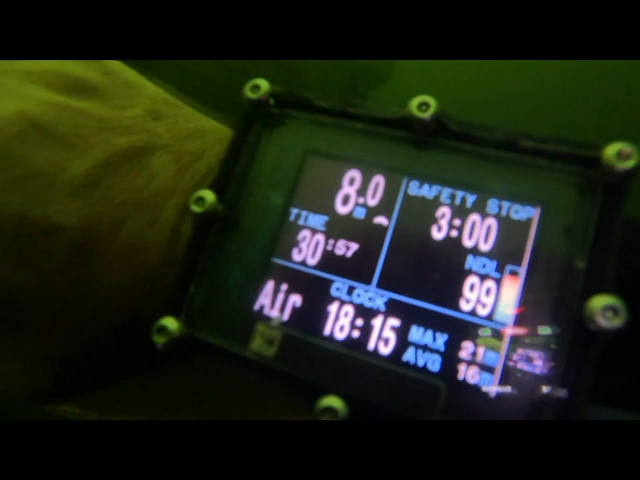 8.0 m
SAFETY STOP
3:00
TIME
30:57
NDL
99
Air
CLOCK
18:15
MAX 21m
AVG 16m